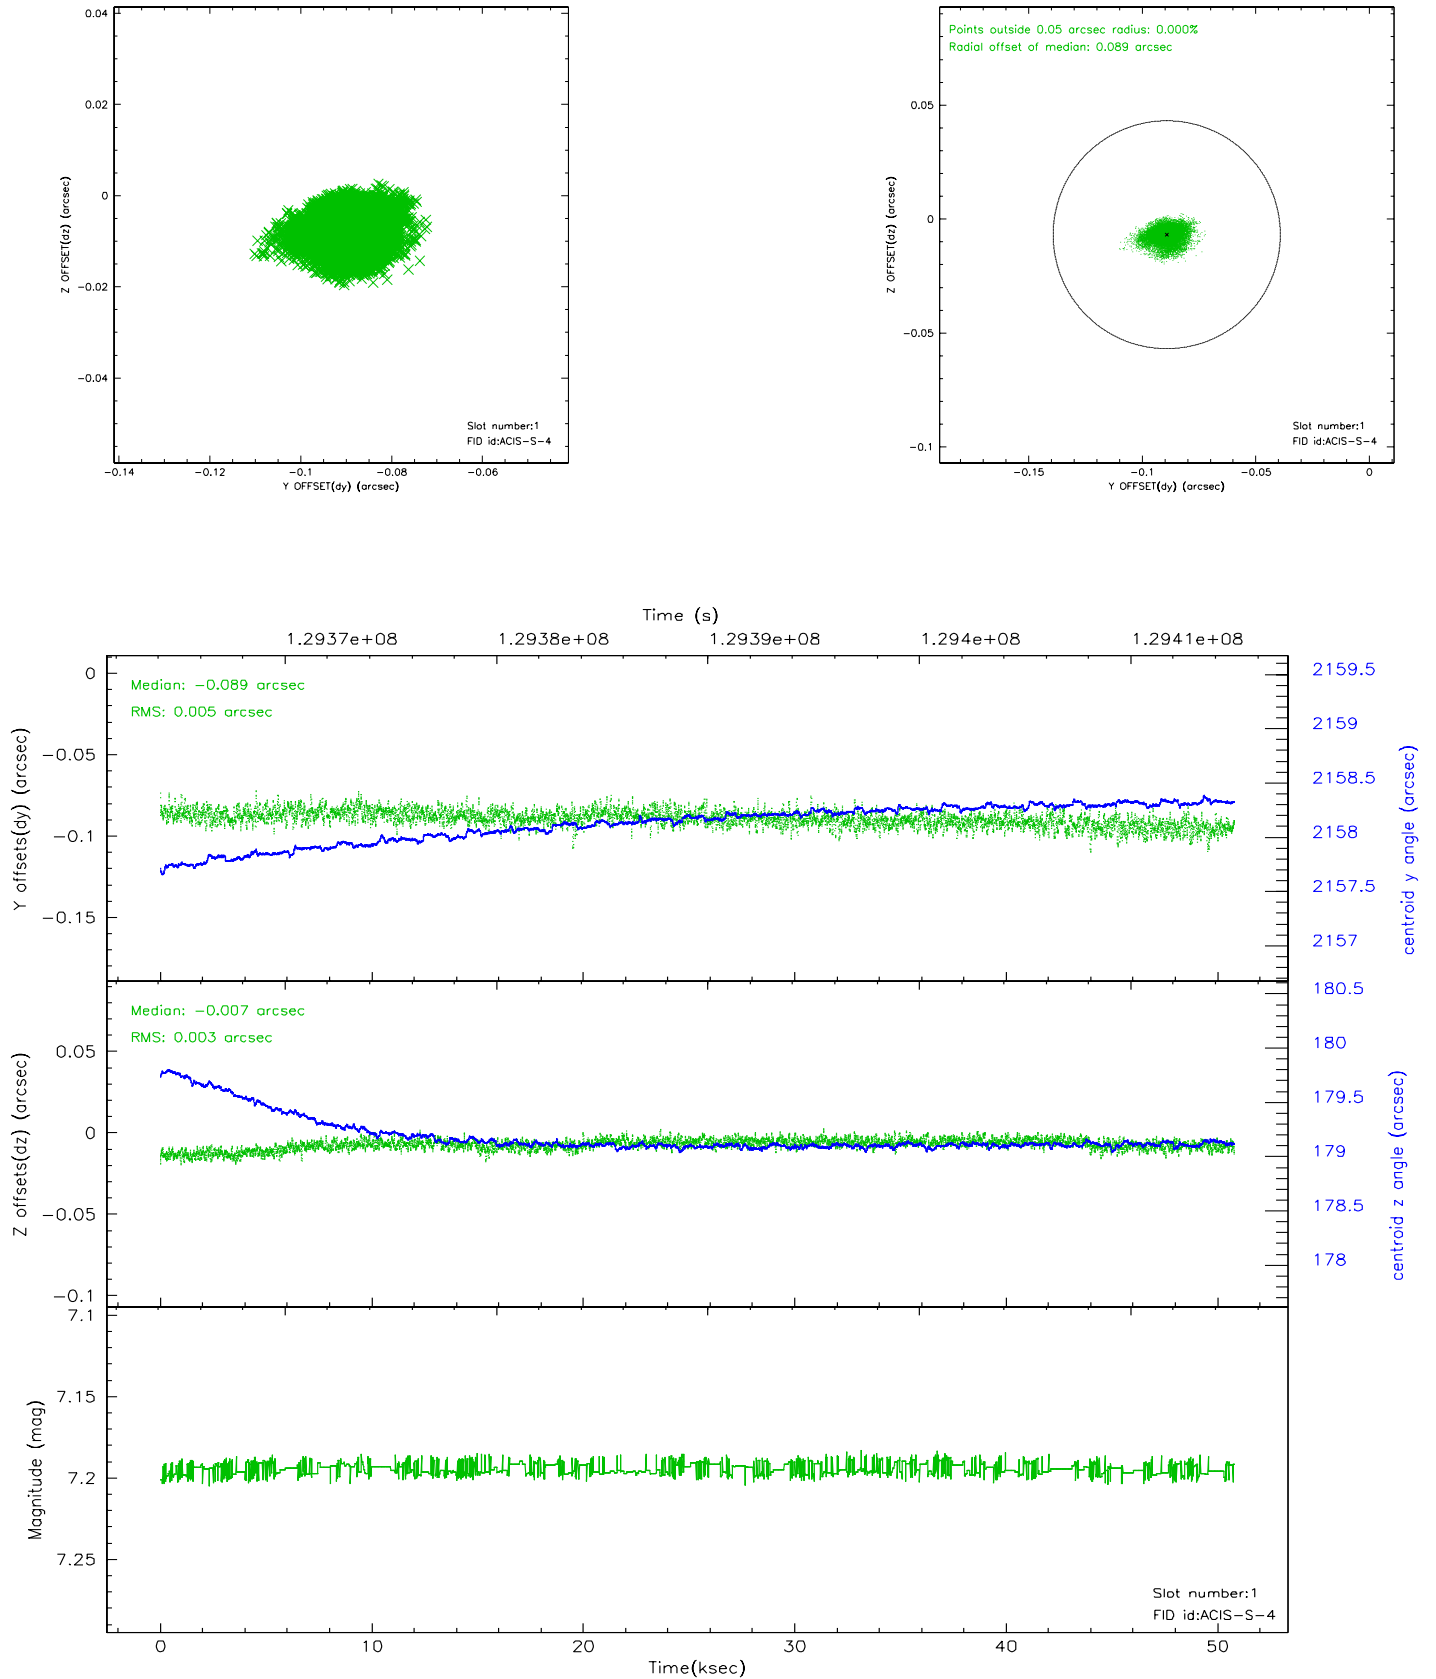 0.04
0.02
0
−0.02
−0.04
Z OFFSET(dz) (arcsec)
Slot number:1
FID id:ACIS−S−4
−0.14
−0.12
−0.1
−0.08
−0.06
Y OFFSET(dy) (arcsec)
Points outside 0.05 arcsec radius: 0.000%
Radial offset of median: 0.089 arcsec
0.05
0
−0.05
−0.1
Z OFFSET(dz) (arcsec)
Slot number:1
FID id:ACIS−S−4
−0.15
−0.1
−0.05
0
Y OFFSET(dy) (arcsec)
Time (s)
1.2937e+08
1.2938e+08
1.2939e+08
1.294e+08
1.2941e+08
Median: −0.089 arcsec
RMS: 0.005 arcsec
0
−0.05
−0.1
−0.15
Y offsets(dy) (arcsec)
2159.5
2159
2158.5
2158
2157.5
2157
centroid y angle (arcsec)
Median: −0.007 arcsec
RMS: 0.003 arcsec
0.05
0
−0.05
−0.1
Z offsets(dz) (arcsec)
180.5
180
179.5
179
178.5
178
centroid z angle (arcsec)
7.1
7.15
7.2
7.25
Magnitude (mag)
Slot number:1
FID id:ACIS−S−4
0
10
20
30
40
50
Time(ksec)